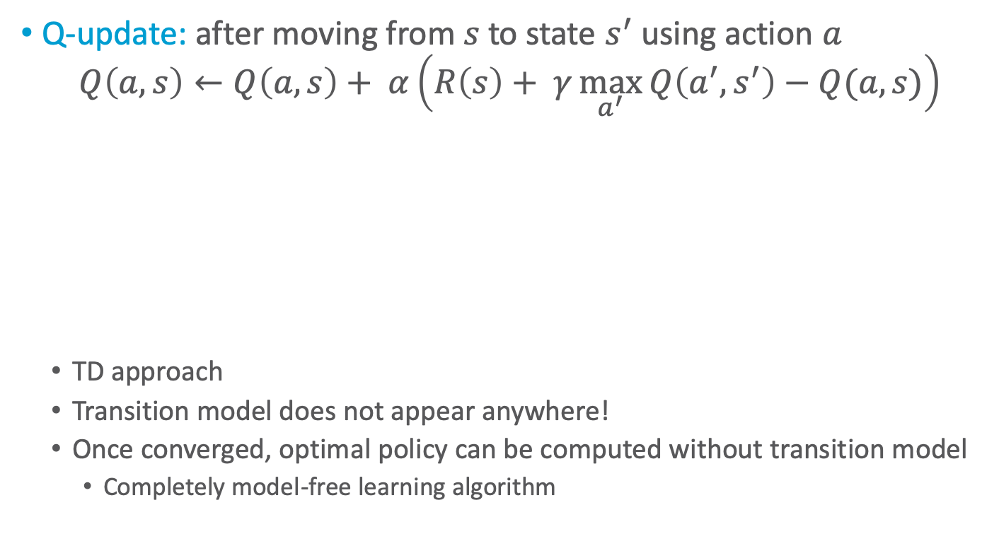 • Q-update: after moving from s to state s′ using action a
Q(a, s) ← Q(a, s) + α (R(s) + γ max Q(a′, s′) − Q(a, s))
a′
• TD approach
• Transition model does not appear anywhere!
• Once converged, optimal policy can be computed without transition model
• Completely model-free learning algorithm